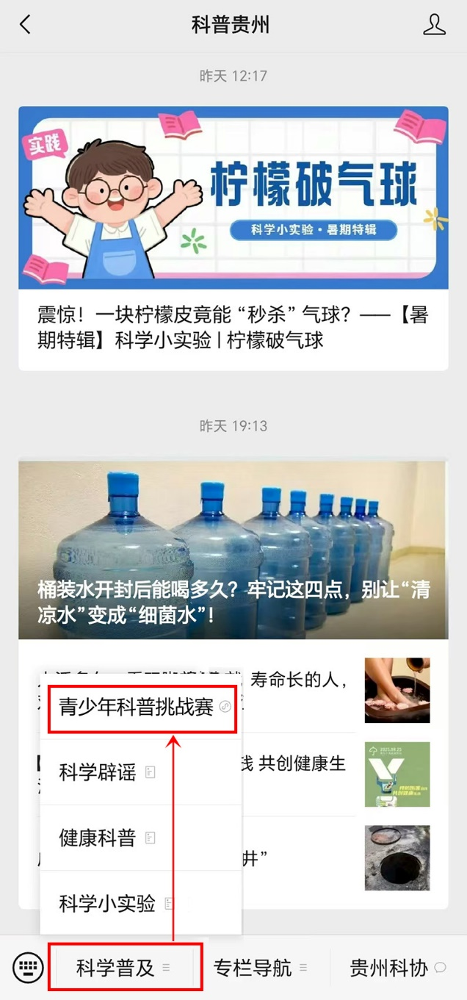 科普贵州
昨天 12:17
实践
柠檬破气球
科学小实验·暑期特辑
震惊！一块柠檬皮竟能“秒杀”气球？——【暑
期特辑】科学小实验 | 柠檬破气球
昨天 19:13
桶装水开封后能喝多久？牢记这四点，别让“清
凉水”变成“细菌水”！
寿命长的人，
青少年科普挑战赛
2025.08.25
线 共创健康生
科学辟谣
健康科普
井”
科学小实验
科学普及
专栏导航
贵州科协